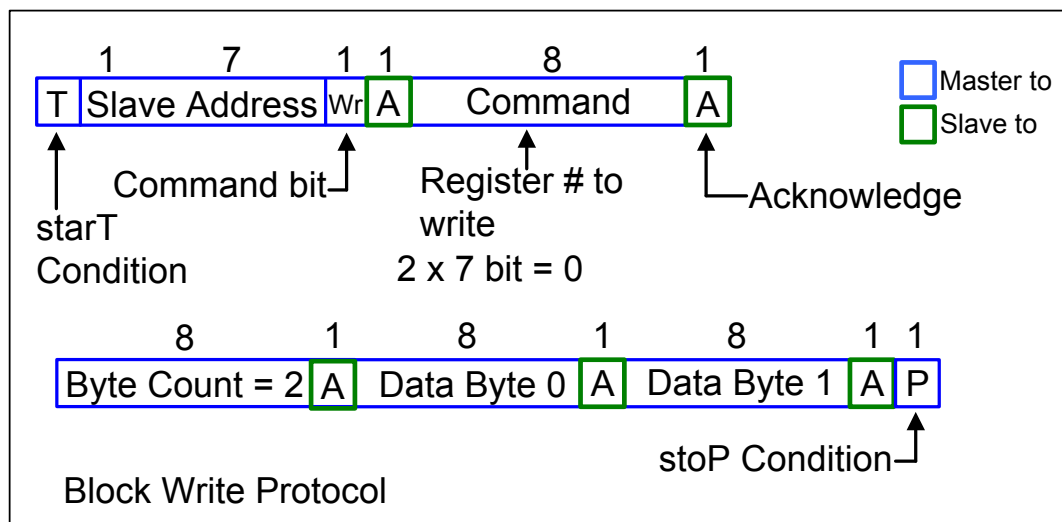 1 7 1 1 8 1
T Slave Address Wr A Command A
Master to
Slave to
Command bit
Register # to
write
2 x 7 bit = 0
Acknowledge
starT
Condition
8 1 8 1 8 1 1
Byte Count = 2 A Data Byte 0 A Data Byte 1 A P
stoP Condition
Block Write Protocol